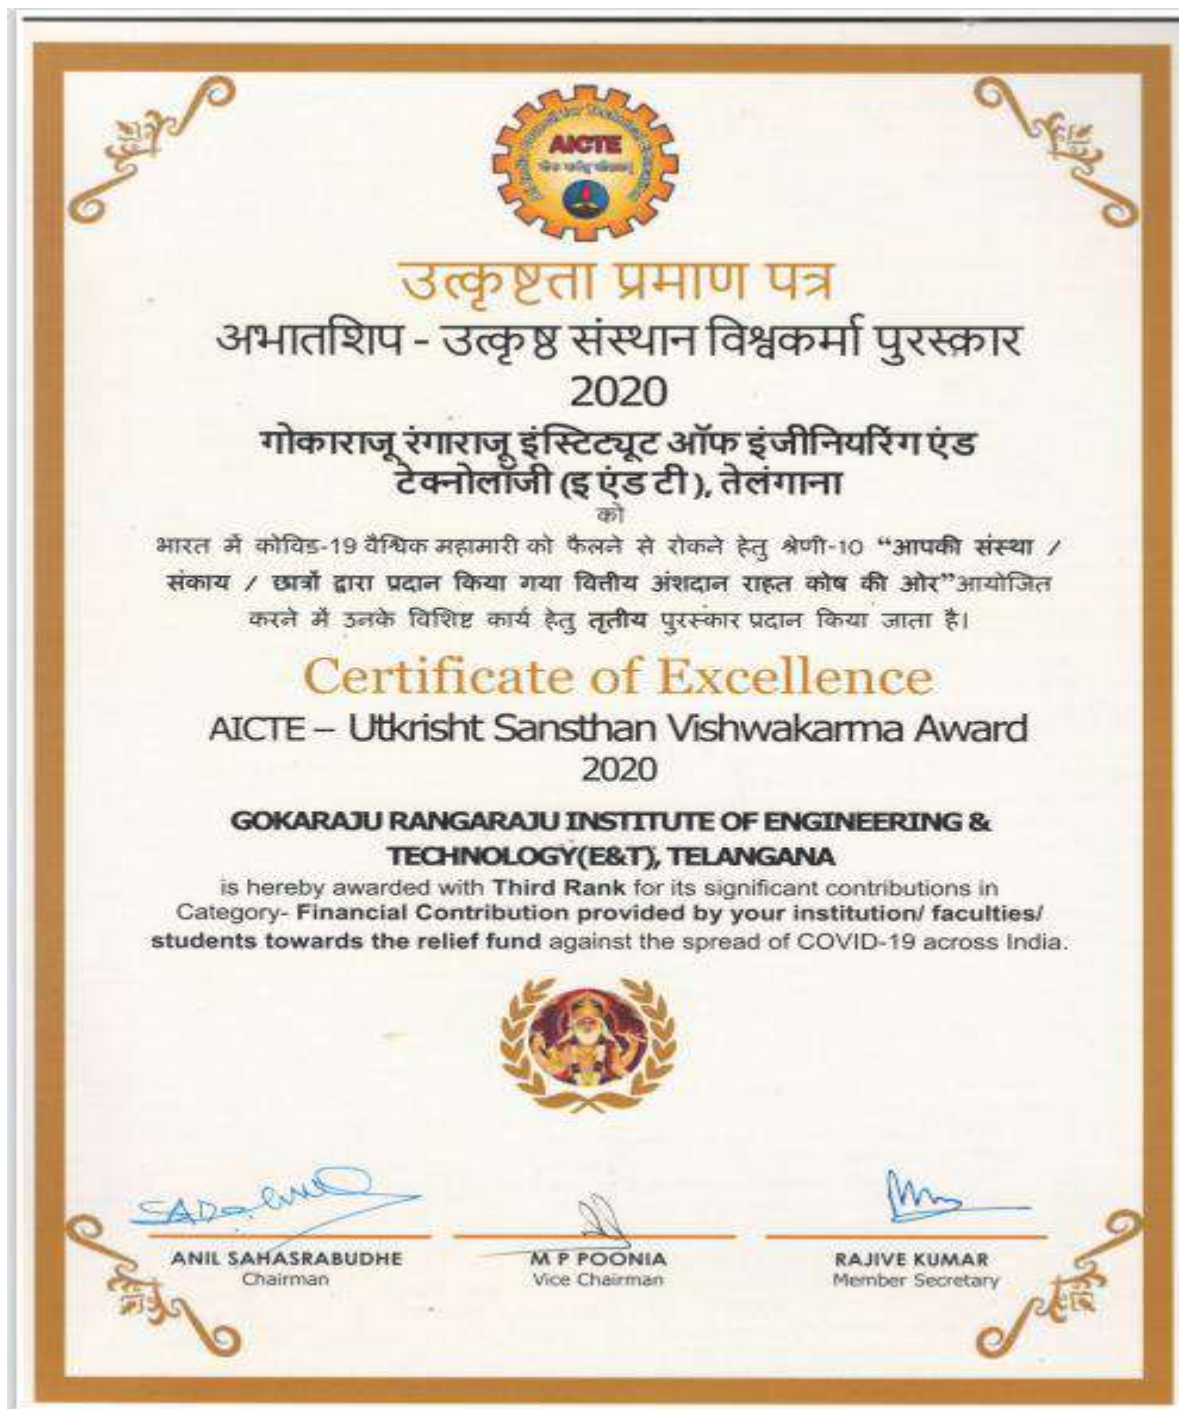 AICTE
उत्कृष्टता प्रमाण पत्र
अभातशिप - उत्कृष्ठ संस्थान विश्वकर्मा पुरस्कार
2020
गोकाराजू रंगाराजू इंस्टिट्यूट ऑफ इंजीनियरिंग एंड
टेक्नोलॉजी (इ एंड टी ), तेलंगाना
को
भारत में कोविड-19 वैश्विक महामारी को फैलने से रोकने हेतु श्रेणी-10 “आपकी संस्था /
संकाय / छात्रों द्वारा प्रदान किया गया वित्तीय अंशदान राहत कोष की ओर”आयोजित
करने में उनके विशिष्ट कार्य हेतु तृतीय पुरस्कार प्रदान किया जाता है।
Certificate of Excellence
AICTE – Utkrisht Sansthan Vishwakarma Award
2020
GOKARAJU RANGARAJU INSTITUTE OF ENGINEERING &
TECHNOLOGY(E&T), TELANGANA
is hereby awarded with Third Rank for its significant contributions in
Category- Financial Contribution provided by your institution/ faculties/
students towards the relief fund against the spread of COVID-19 across India.
ANIL SAHASRABUDHE
Chairman
M P POONIA
Vice Chairman
RAJIVE KUMAR
Member Secretary